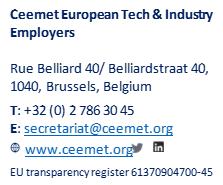 Ceemet European Tech & Industry
Employers
Rue Belliard 40/ Belliardstraat 40,
1040, Brussels, Belgium
T: +32 (0) 2 786 30 45
E: secretariat@ceemet.org
www.ceemet.org
EU transparency register 61370904700-45